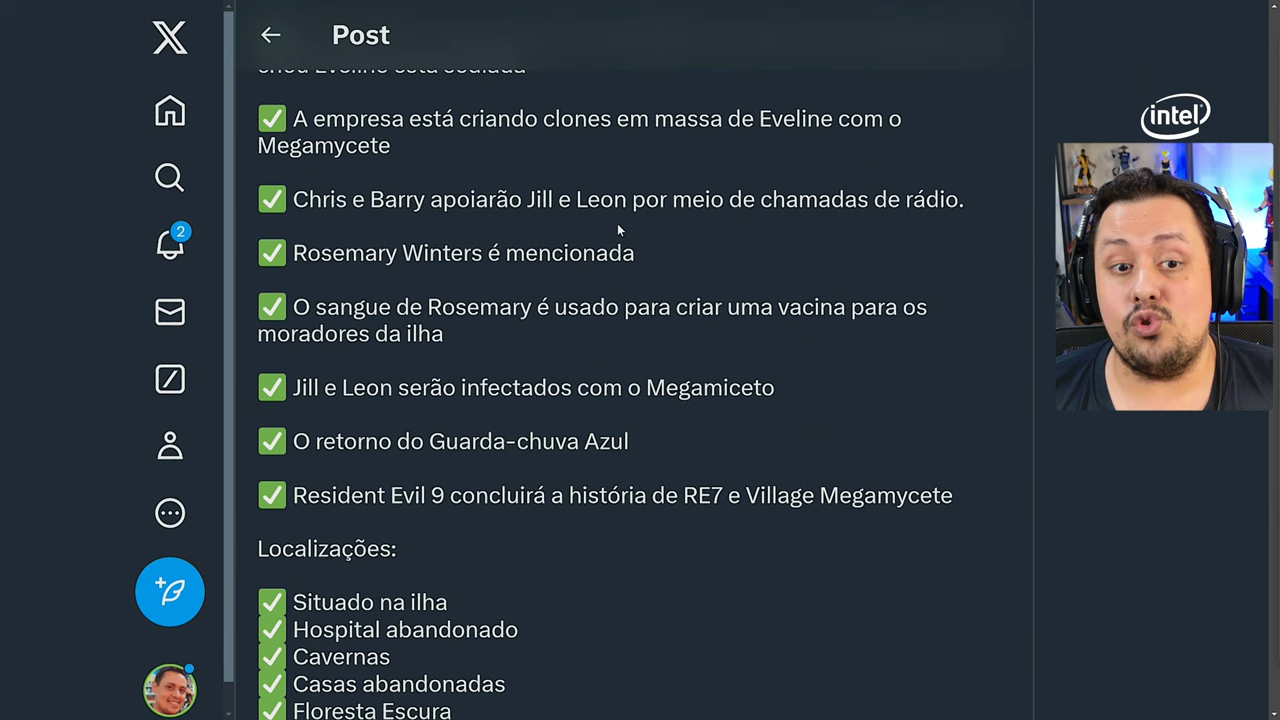 Post
✅ A empresa está criando clones em massa de Eveline com o
Megamycete
✅ Chris e Barry apoiarão Jill e Leon por meio de chamadas de rádio.
✅ Rosemary Winters é mencionada
✅ O sangue de Rosemary é usado para criar uma vacina para os
moradores da ilha
✅ Jill e Leon serão infectados com o Megamiceto
✅ O retorno do Guarda-chuva Azul
✅ Resident Evil 9 concluirá a história de RE7 e Village Megamycete
Localizações:
✅ Situado na ilha
✅ Hospital abandonado
✅ Cavernas
✅ Casas abandonadas
✅ Floresta Escura
2
intel